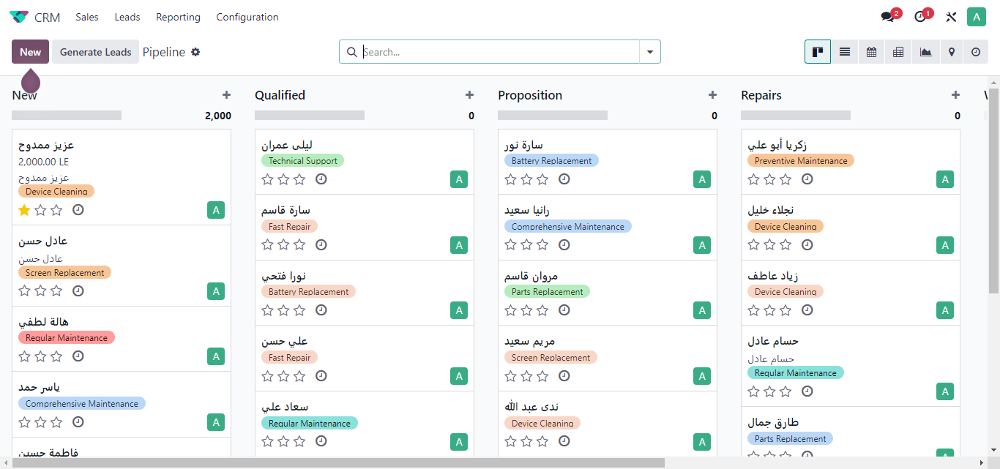 CRM Sales Leads Reporting Configuration 2 1 A
New Generate Leads Pipeline Search...
New
2,000
عزيز ممدوح
2,000.00 LE
عزيز ممدوح
Device Cleaning
A
عادل حسن
عادل حسن
Screen Replacement
A
هالة لطفي
Regular Maintenance
A
ياسر حمد
Comprehensive Maintenance
A
فاطمة حسين
Qualified
0
ليلى عمران
Technical Support
A
سارة قاسم
Fast Repair
A
نورا فتحي
Battery Replacement
A
علي حسن
Fast Repair
A
سعاد علي
Regular Maintenance
A
Proposition
0
سارة نور
Battery Replacement
A
رانيا سعيد
Comprehensive Maintenance
A
مروان قاسم
Parts Replacement
A
مريم سعيد
Screen Replacement
A
ندى عبد الله
Device Cleaning
A
Repairs
0
زكريا أبو علي
Preventive Maintenance
A
نجلاء خليل
Device Cleaning
A
زياد عاطف
Device Cleaning
A
حسام عادل
حسام عادل
Regular Maintenance
A
طارق جمال
Parts Replacement
A